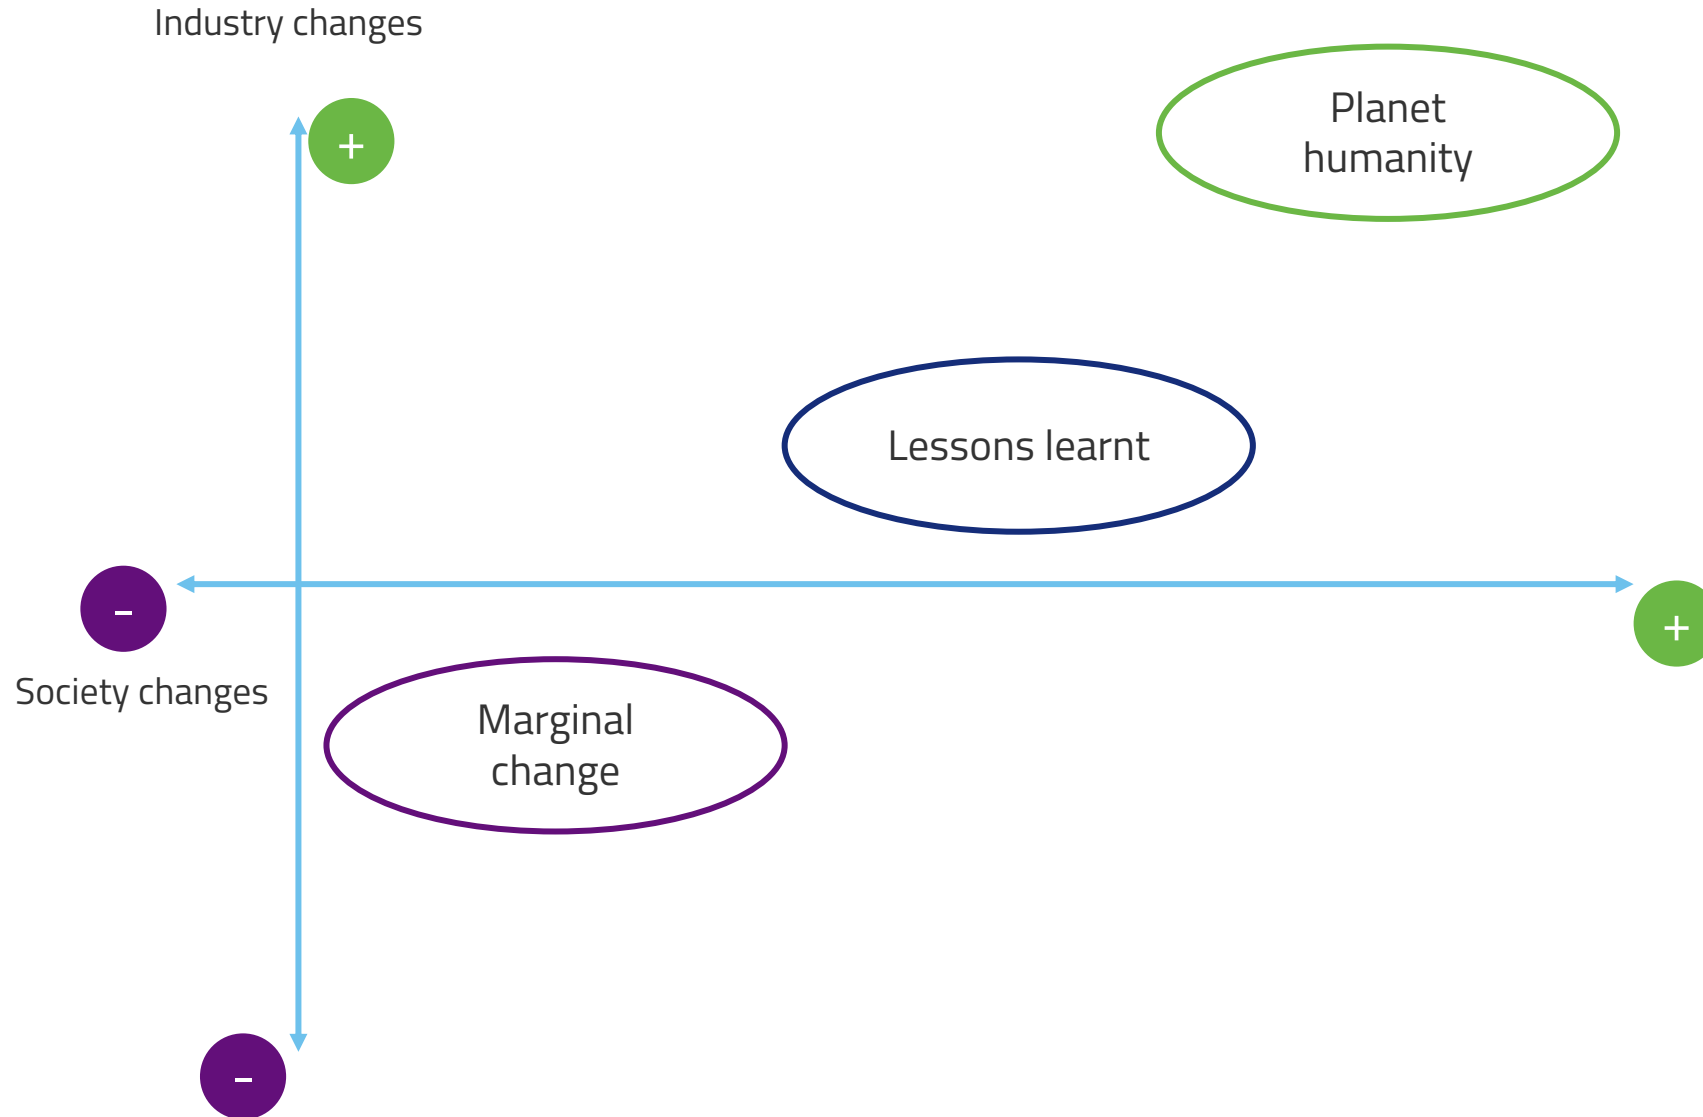 Industry changes
+
Planet
humanity
Lessons learnt
-
+
Society changes
Marginal
change
-